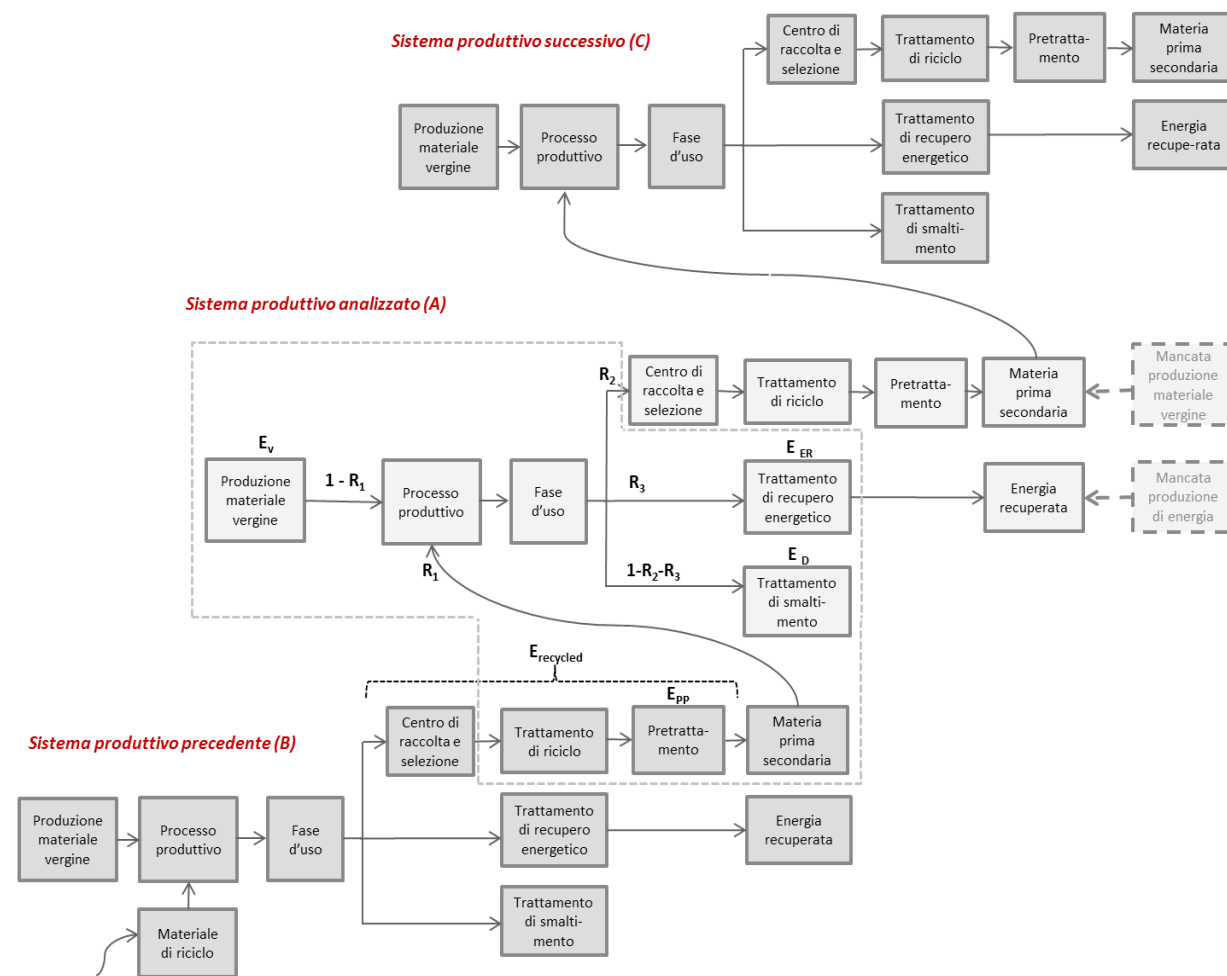 Sistema produttivo successivo (C)
Centro di
raccolta e
selezione
Trattamento
di riciclo
Pretratta-
mento
Materia
prima
secondaria
Produzione
materiale
vergine
Processo
produttivo
Fase
d'uso
Trattamento
di recupero
energetico
Energia
recupe-rata
Trattamento
di smalti-
mento
Sistema produttivo analizzato (A)
R2
Centro di
raccolta e
selezione
Trattamento
di riciclo
Pretratta-
mento
Materia
prima
secondaria
Mancata
produzione
materiale
vergine
Ev
Produzione
materiale
vergine
1 - R1
Processo
produttivo
Fase
d'uso
R3
E ER
Trattamento
di recupero
energetico
Energia
recuperata
Mancata
produzione
di energia
R1
1-R2-R3
E D
Trattamento
di smalti-
mento
Erecycled
EPP
Sistema produttivo precedente (B)
Centro di
raccolta e
selezione
Trattamento
di riciclo
Pretratta-
mento
Materia
prima
secondaria
Produzione
materiale
vergine
Processo
produttivo
Fase
d'uso
Trattamento
di recupero
energetico
Energia
recuperata
Materiale
di riciclo
Trattamento
di smalti-
mento